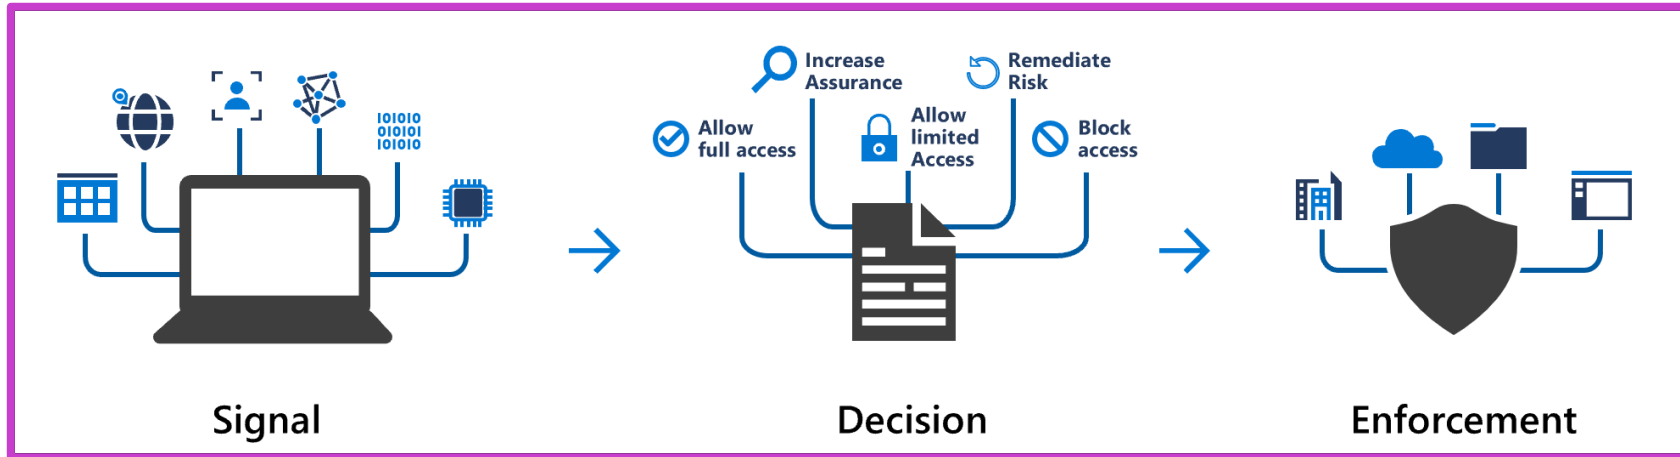 Increase
Assurance
Remediate
Risk
Allow
full access
Allow
limited
Access
Block
access
101010
010101
101010
Signal
Decision
Enforcement